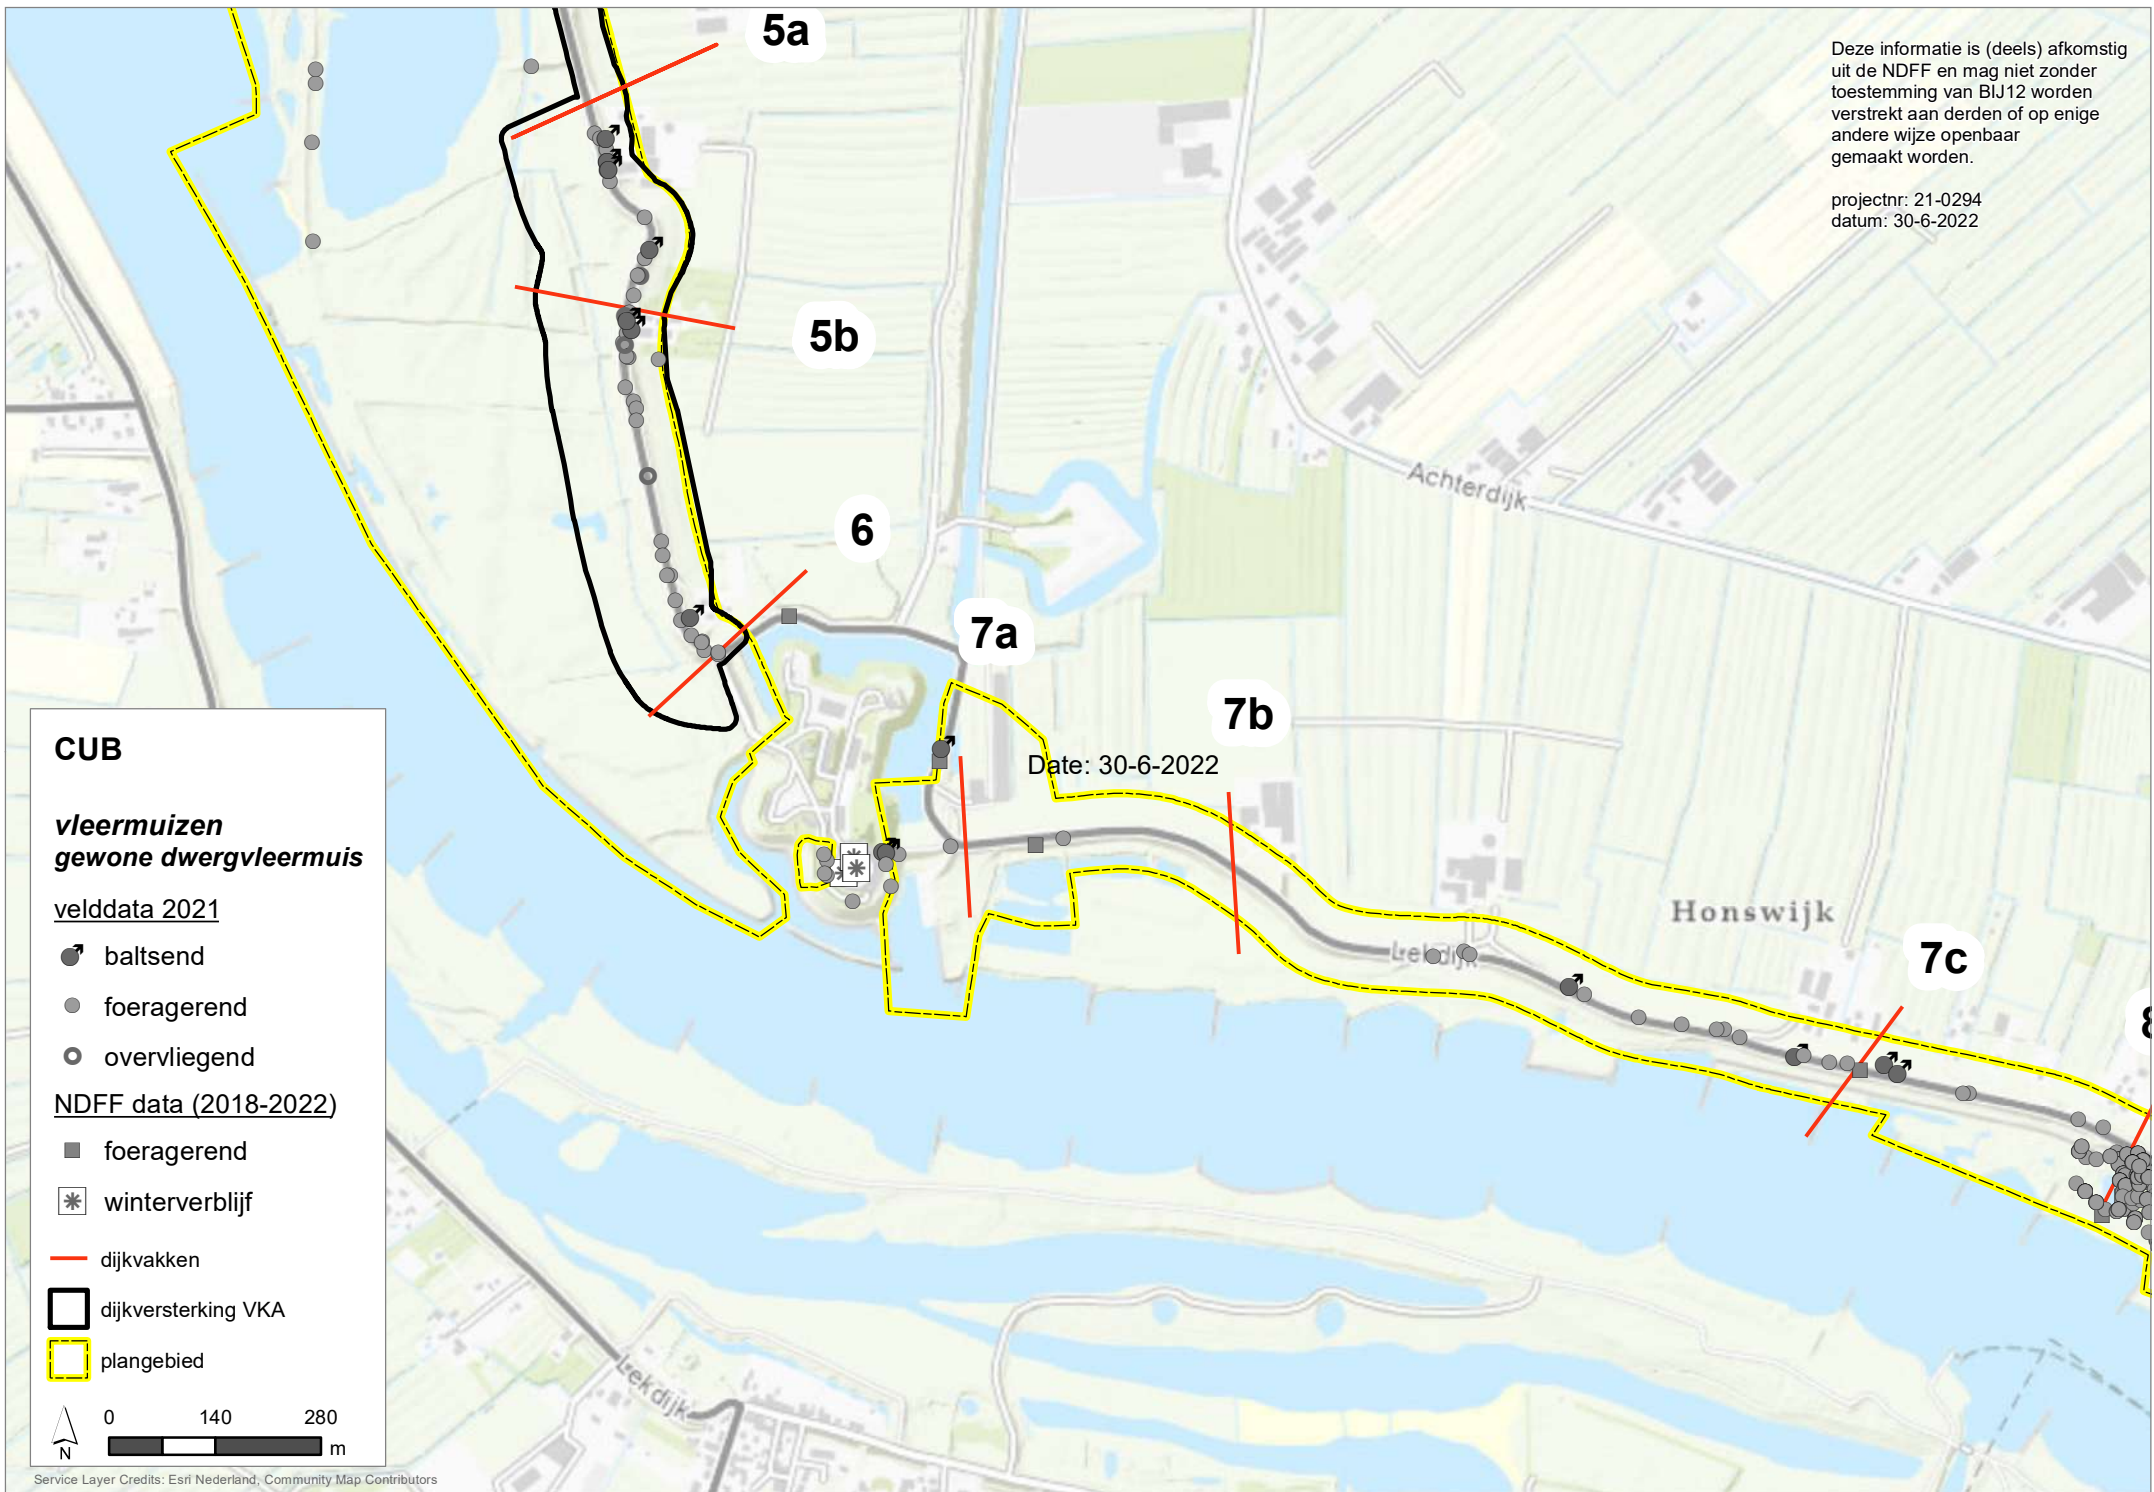 5a
Deze informatie is (deels) afkomstig
uit de NDFF en mag niet zonder
toestemming van BIJ12 worden
verstrekt aan derden of op enige
andere wijze openbaar
gemaakt worden.
projectnr: 21-0294
datum: 30-6-2022
5b
Achterdijk
6
7a
7b
Date: 30-6-2022
Honswijk
7c
Lekdijk
8
CUB
vleermuizen
gewone dwergvleermuis
velddata 2021
baltsend
foeragerend
overvliegend
NDFF data (2018-2022)
foeragerend
winterverblijf
dijkvakken
dijkversterking VKA
plangebied
0 140 280
m
N
Lekdijk
Service Layer Credits: Esri Nederland, Community Map Contributors